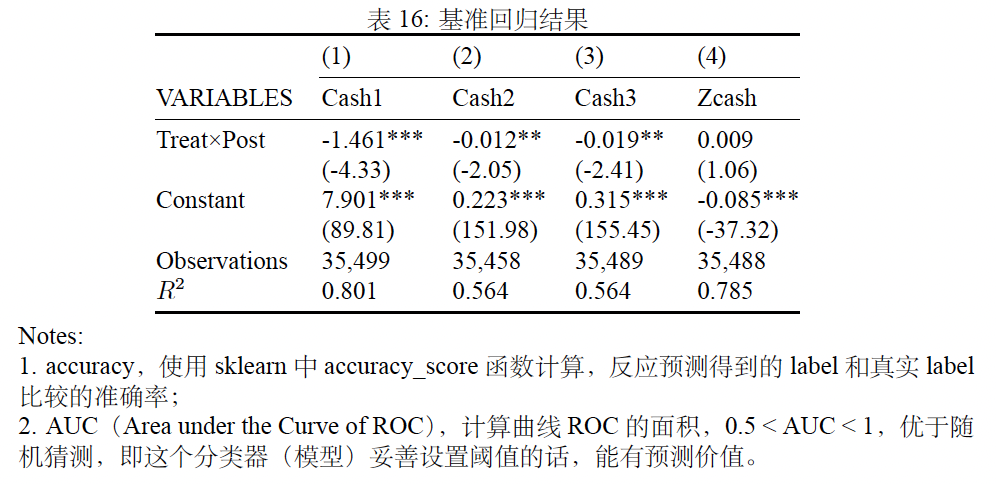 表 16: 基准回归结果
(1) (2) (3) (4)
VARIABLES Cash1 Cash2 Cash3 Zcash
Treat×Post -1.461*** -0.012** -0.019** 0.009
(-4.33) (-2.05) (-2.41) (1.06)
Constant 7.901*** 0.223*** 0.315*** -0.085***
(89.81) (151.98) (155.45) (-37.32)
Observations 35,499 35,458 35,489 35,488
R² 0.801 0.564 0.564 0.785
Notes:
1. accuracy，使用 sklearn 中 accuracy_score 函数计算，反应预测得到的 label 和真实 label
比较的准确率；
2. AUC（Area under the Curve of ROC），计算曲线 ROC 的面积，0.5 < AUC < 1，优于随
机猜测，即这个分类器（模型）妥善设置阈值的话，能有预测价值。